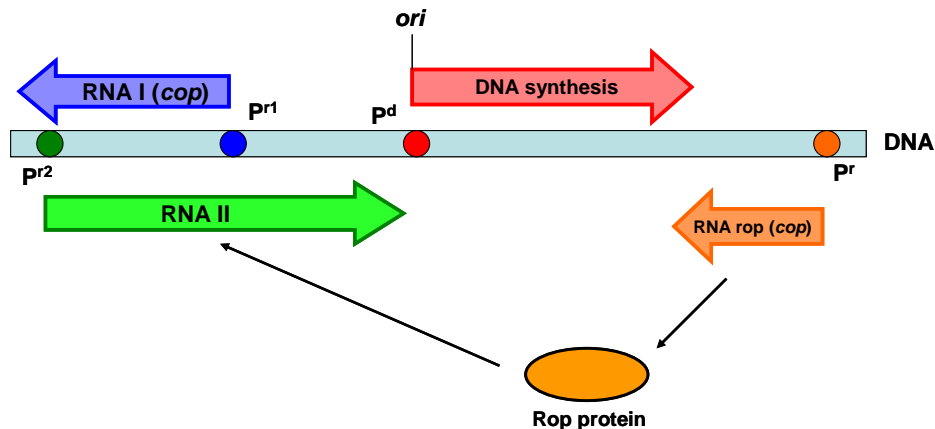 ori
RNA I (cop)
DNA synthesis
Pr1
Pd
DNA
Pr2
Pr
RNA II
RNA rop (cop)
Rop protein